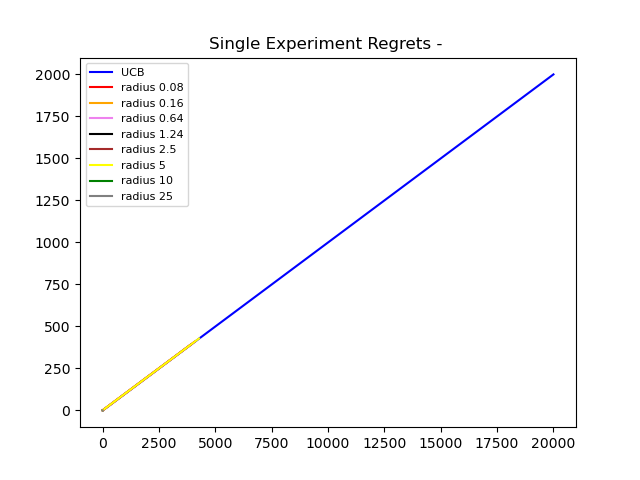 Single Experiment Regrets -
UCB
radius 0.08
radius 0.16
radius 0.64
radius 1.24
radius 2.5
radius 5
radius 10
radius 25
2000
1750
1500
1250
1000
750
500
250
0
0 2500 5000 7500 10000 12500 15000 17500 20000